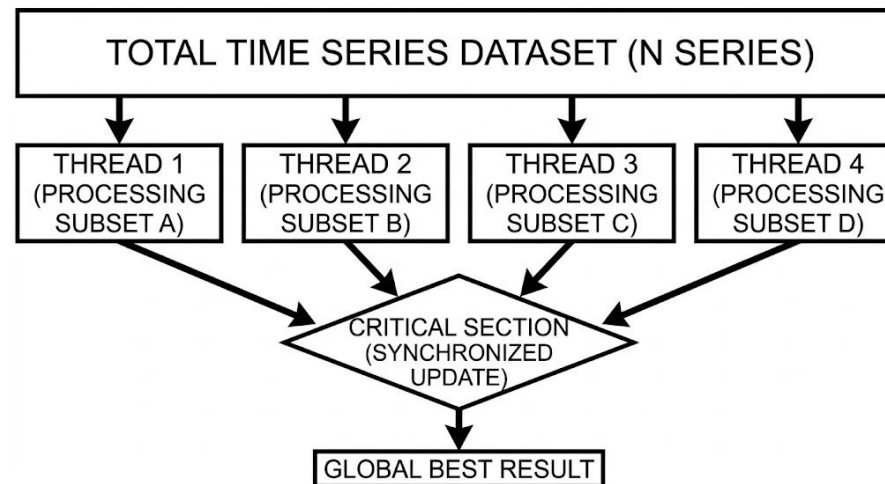 TOTAL TIME SERIES DATASET (N SERIES)
THREAD 1
(PROCESSING
SUBSET A)
THREAD 2
(PROCESSING
SUBSET B)
THREAD 3
(PROCESSING
SUBSET C)
THREAD 4
(PROCESSING
SUBSET D)
CRITICAL SECTION
(SYNCHRONIZED
UPDATE)
GLOBAL BEST RESULT